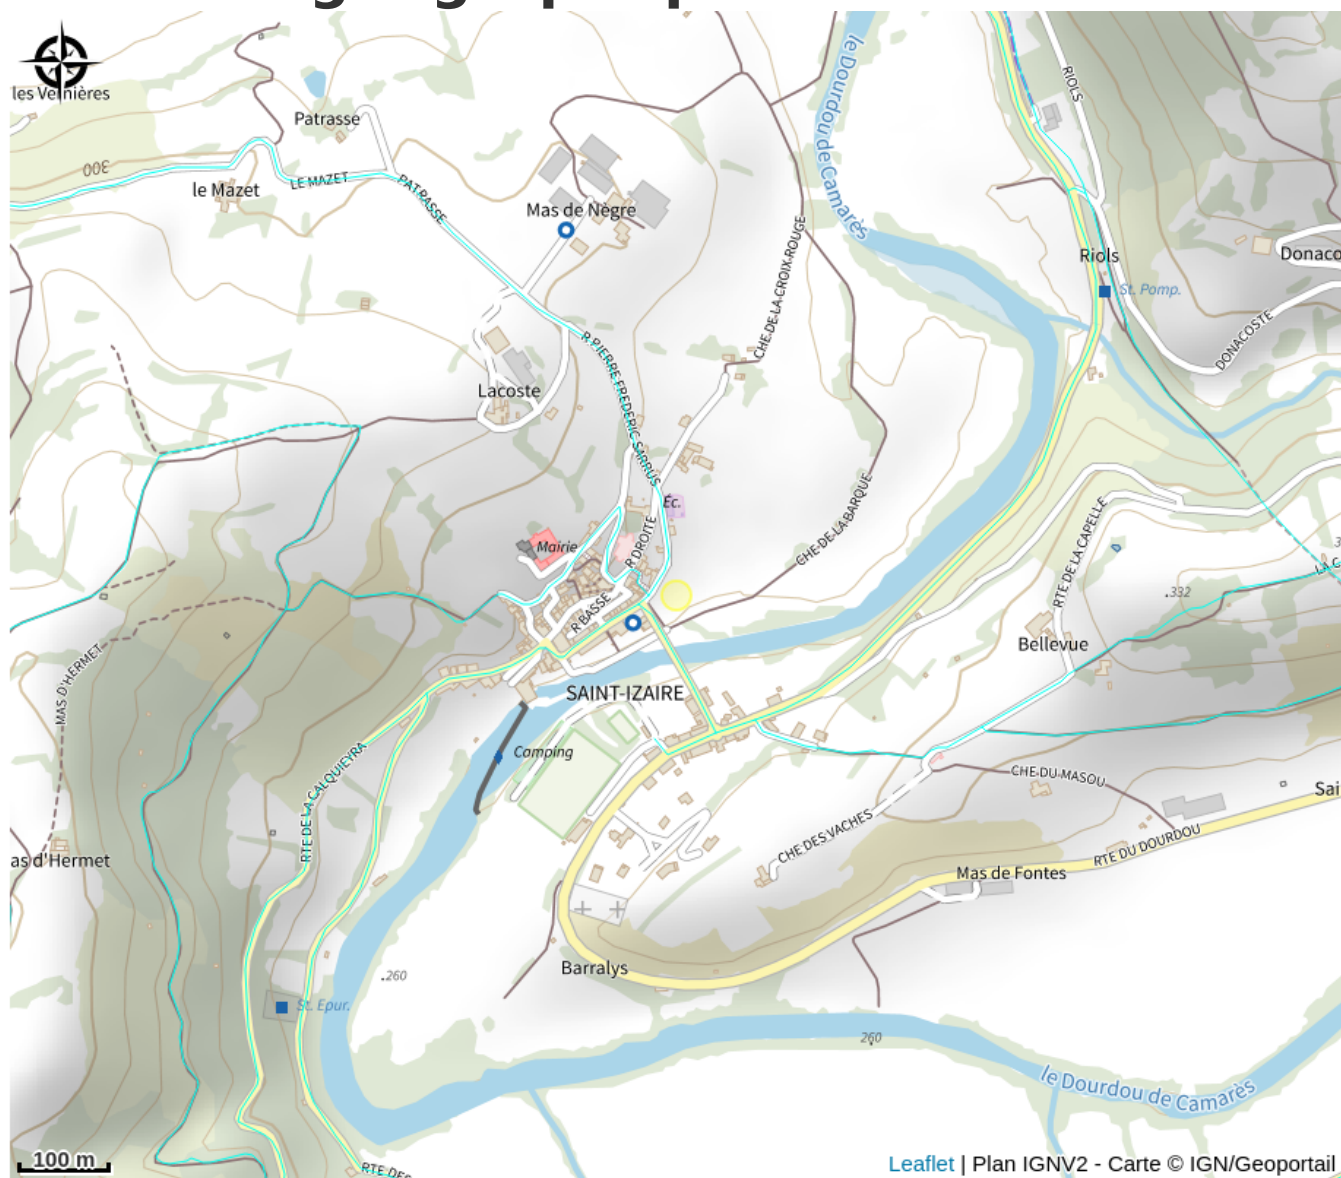 le Dourdou de Camarès
RIOLS
les Vernières
Patrasse
300
le Mazet
LE MAZET
PATRASSE
Mas de Nègre
CHE DE LA CROIX ROUGE
Riols
Donaco
St. Pomp.
DONACOSTE
R PIERRE FREDERIC SARRUS
Lacoste
Éc.
R DROITE
Mairie
CHE DE LA BARQUE
RTE DE LA CAPELLE
LA C
332
R BASSE
Bellevue
MAS D'HERMET
SAINT-IZAIRE
Camping
RTE DE LA CALQUIEYRA
CHE DU MASOU
Sai
CHE DES VACHES
RTE DU DOURDOU
as d'Hermet
Mas de Fontes
Barralys
260
St. Epur.
260
le Dourdou de Camarès
100 m
RTE DES
Leaflet | Plan IGNV2 - Carte © IGN/Geoportail